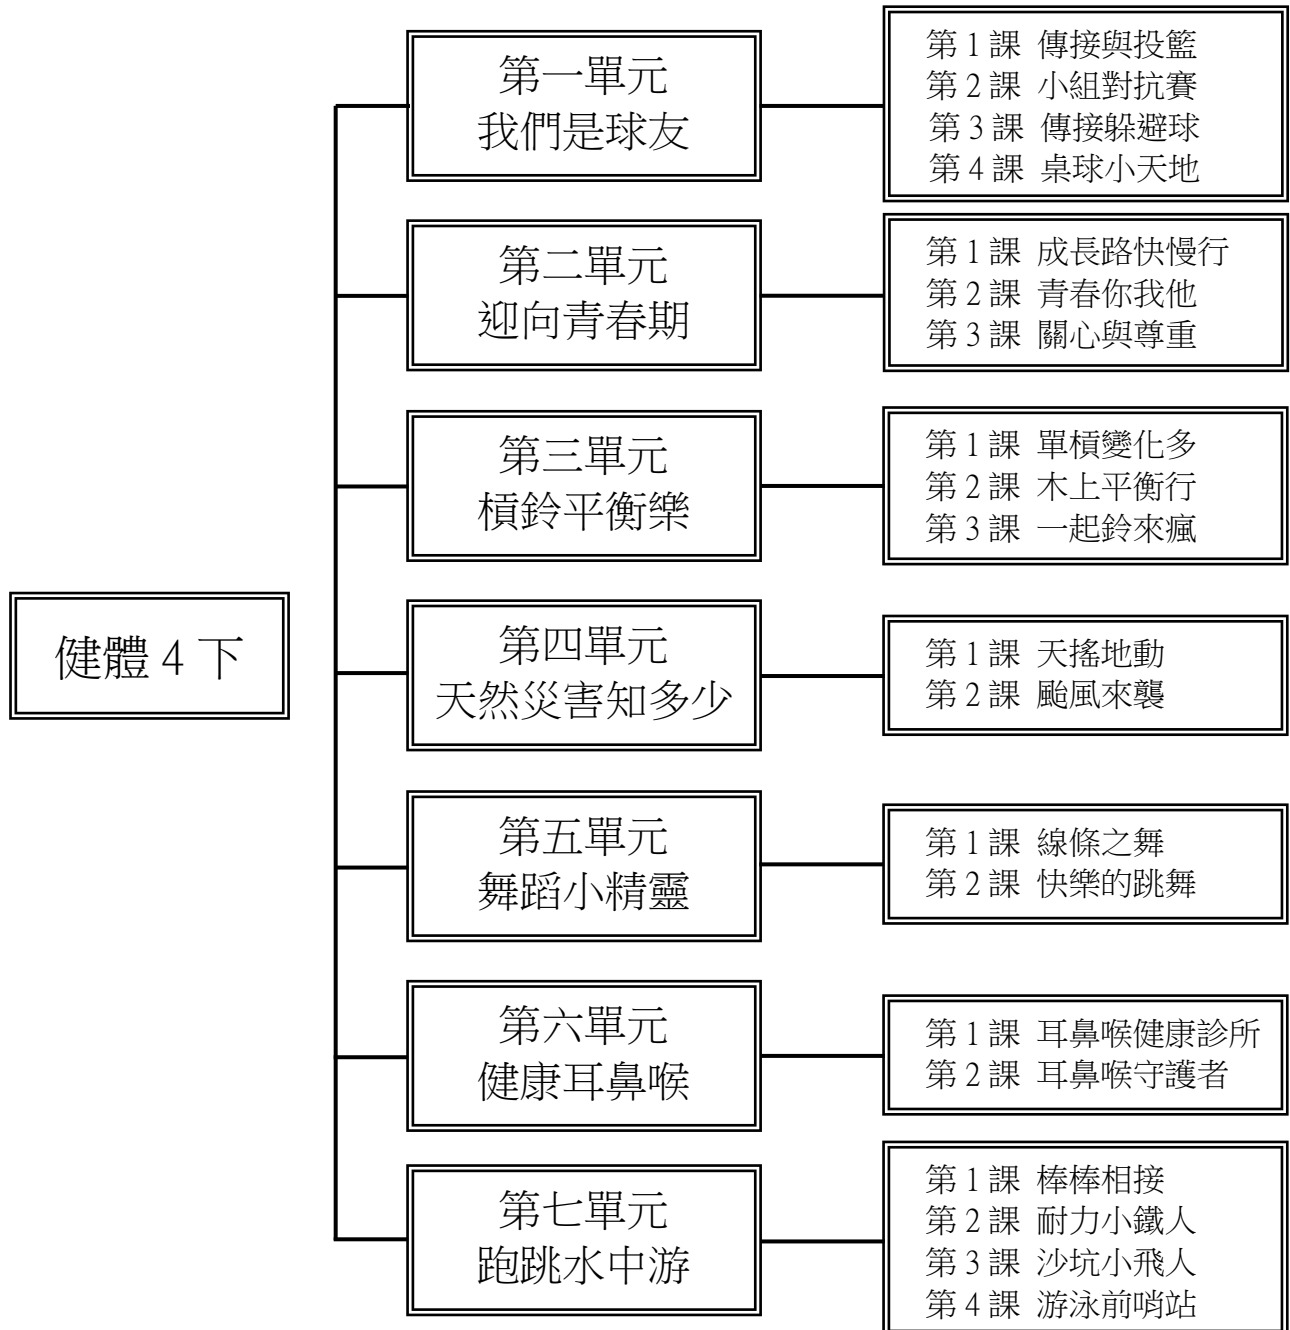 健體 4 下
第一單元
我們是球友
第 1 課 傳接與投籃
第 2 課 小組對抗賽
第 3 課 傳接躲避球
第 4 課 桌球小天地
第二單元
迎向青春期
第 1 課 成長路快慢行
第 2 課 青春你我他
第 3 課 關心與尊重
第三單元
槓鈴平衡樂
第 1 課 單槓變化多
第 2 課 木上平衡行
第 3 課 一起鈴來瘋
第四單元
天然災害知多少
第 1 課 天搖地動
第 2 課 颱風來襲
第五單元
舞蹈小精靈
第 1 課 線條之舞
第 2 課 快樂的跳舞
第六單元
健康耳鼻喉
第 1 課 耳鼻喉健康診所
第 2 課 耳鼻喉守護者
第七單元
跑跳水中游
第 1 課 棒棒相接
第 2 課 耐力小鐵人
第 3 課 沙坑小飛人
第 4 課 游泳前哨站